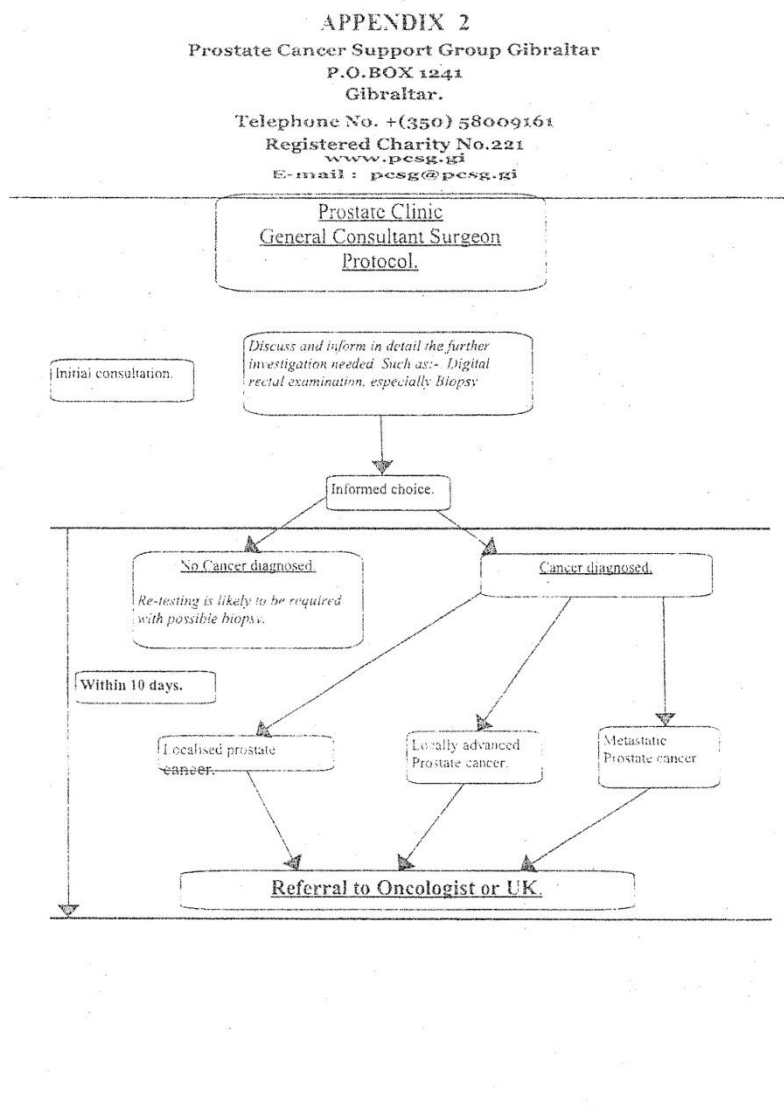 APPENDIX 2
Prostate Cancer Support Group Gibraltar
P.O.BOX 1241
Gibraltar.
Telephone No. +(350) 58009161
Registered Charity No.221
www.pcsg.gi
E-mail : pcsg@pcsg.gi
Prostate Clinic
General Consultant Surgeon
Protocol.
Initial consultation.
Discuss and inform in detail the further
investigation needed. Such as:- Digital
rectal examination, especially Biopsy
Informed choice.
No Cancer diagnosed.
Re-testing is likely to be required
with possible biopsy.
Cancer diagnosed.
Within 10 days.
Localised prostate
cancer.
Locally advanced
Prostate cancer.
Metastatic
Prostate cancer
Referral to Oncologist or UK.